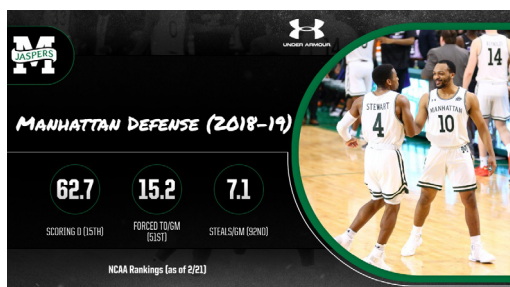 M
JASPERS
UNDER ARMOUR
14
Manhattan Defense (2018-19)
STEWART
4
MANHATTAN
10
62.7
15.2
7.1
SCORING D (15TH)
FORCED TO/GM
(51ST)
STEALS/GM (92ND)
NCAA Rankings (as of 2/21)